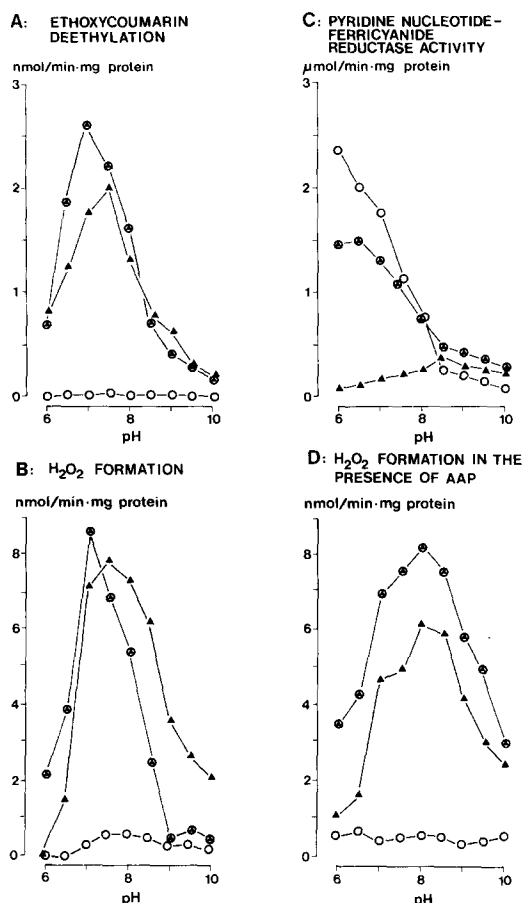 A: ETHOXYCOUMARIN
DEETHYLATION
nmol/min·mg protein
3
2
1
0
6
8
10
pH
B: H₂O₂ FORMATION
nmol/min·mg protein
8
6
4
2
0
6
8
10
pH
C: PYRIDINE NUCLEOTIDE–
FERRICYANIDE
REDUCTASE ACTIVITY
μmol/min·mg protein
3
2
1
0
6
8
10
pH
D: H₂O₂ FORMATION IN THE
PRESENCE OF AAP
nmol/min·mg protein
8
6
4
2
0
6
8
10
pH